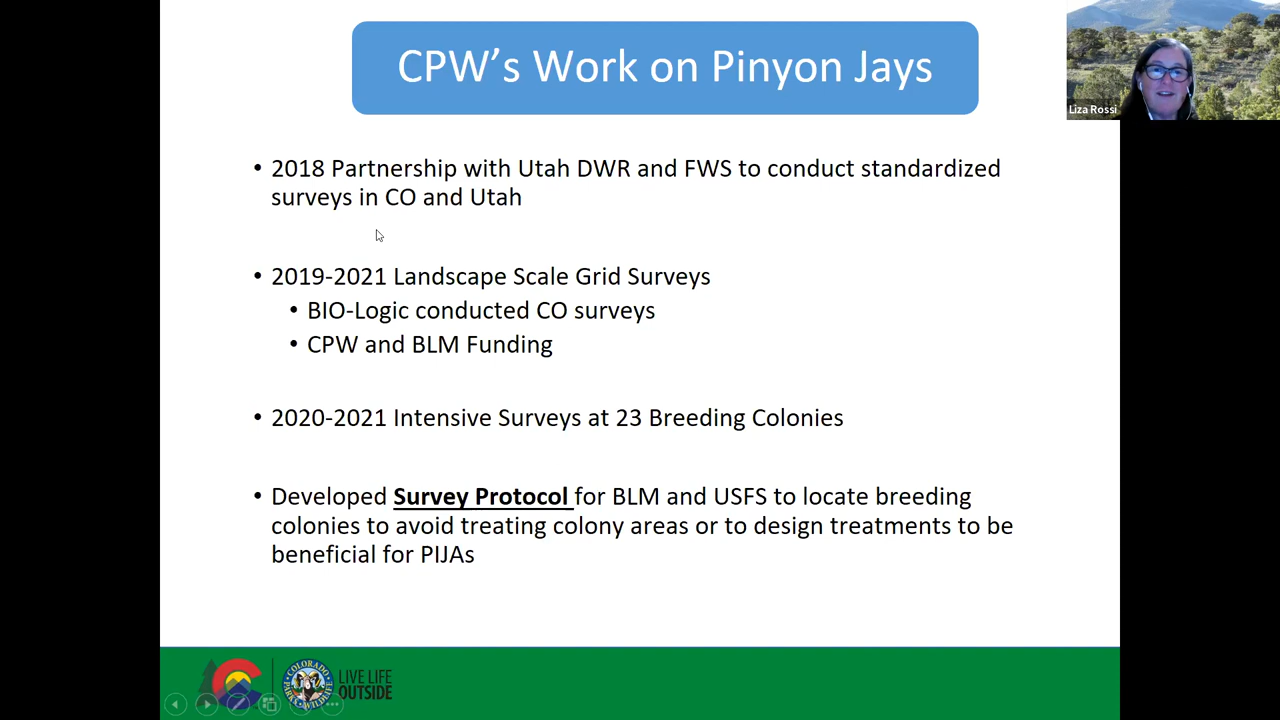 CPW's Work on Pinyon Jays
Liza Rossi
• 2018 Partnership with Utah DWR and FWS to conduct standardized
surveys in CO and Utah
• 2019-2021 Landscape Scale Grid Surveys
• BIO-Logic conducted CO surveys
• CPW and BLM Funding
• 2020-2021 Intensive Surveys at 23 Breeding Colonies
• Developed Survey Protocol for BLM and USFS to locate breeding
colonies to avoid treating colony areas or to design treatments to be
beneficial for PIJAs
COLORADO
PARKS
WILDLIFE
LIVE LIFE
OUTSIDE